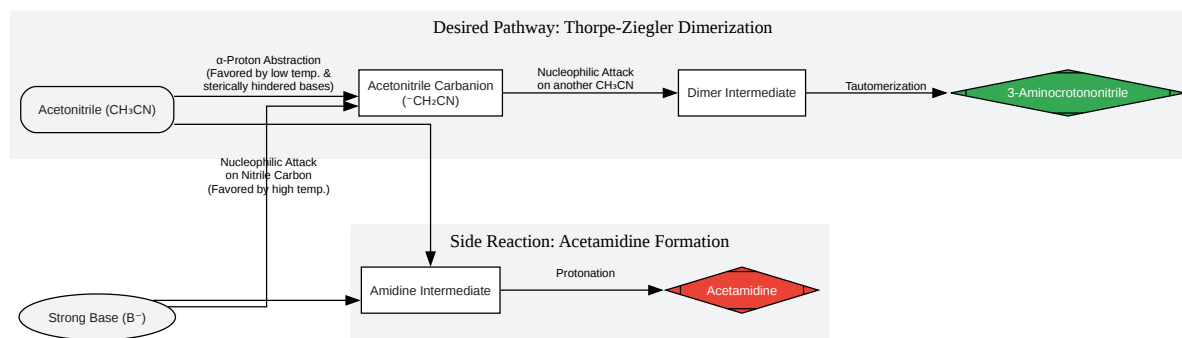 Desired Pathway: Thorpe-Ziegler Dimerization
α-Proton Abstraction
(Favored by low temp. &
sterically hindered bases)
Acetonitrile (CH₃CN)
Acetonitrile Carbanion
(⁻CH₂CN)
Nucleophilic Attack
on another CH₃CN
Dimer Intermediate
Tautomerization
3-Aminocrotononitrile
Nucleophilic Attack
on Nitrile Carbon
(Favored by high temp.)
Side Reaction: Acetamidine Formation
Amidine Intermediate
Protonation
Acetamidine
Strong Base (B⁻)